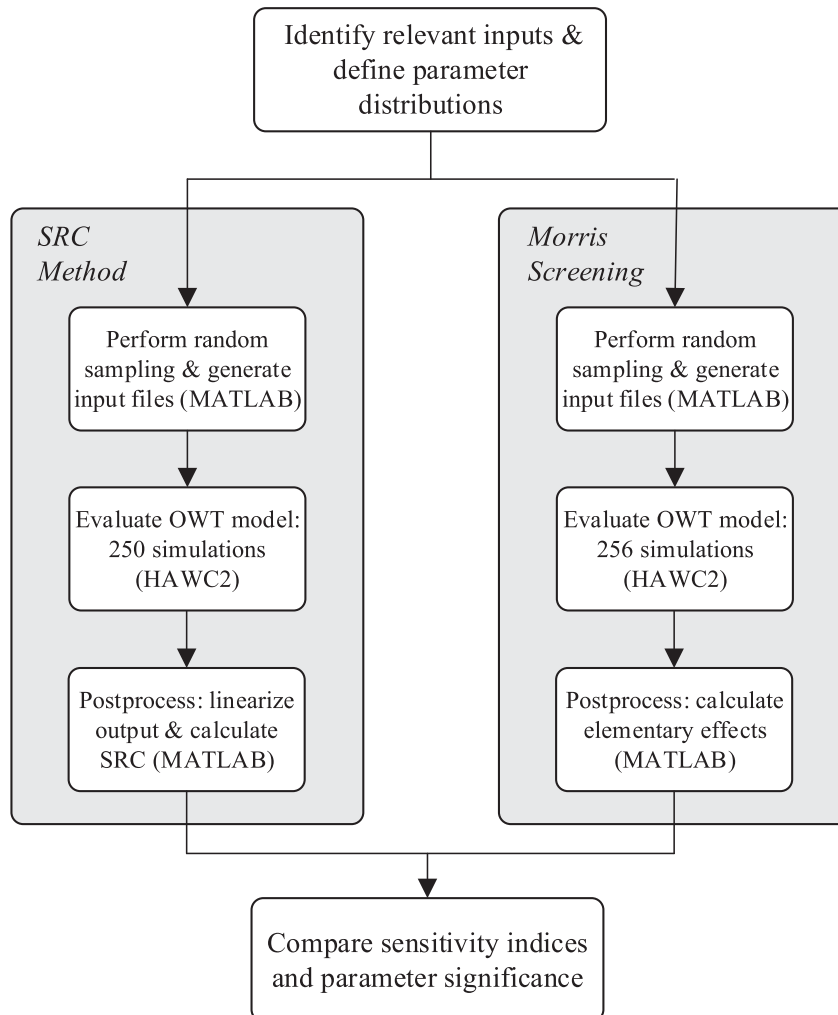 Identify relevant inputs &
define parameter
distributions
SRC
Method
Perform random
sampling & generate
input files (MATLAB)
Evaluate OWT model:
250 simulations
(HAWC2)
Postprocess: linearize
output & calculate
SRC (MATLAB)
Morris
Screening
Perform random
sampling & generate
input files (MATLAB)
Evaluate OWT model:
256 simulations
(HAWC2)
Postprocess: calculate
elementary effects
(MATLAB)
Compare sensitivity indices
and parameter significance